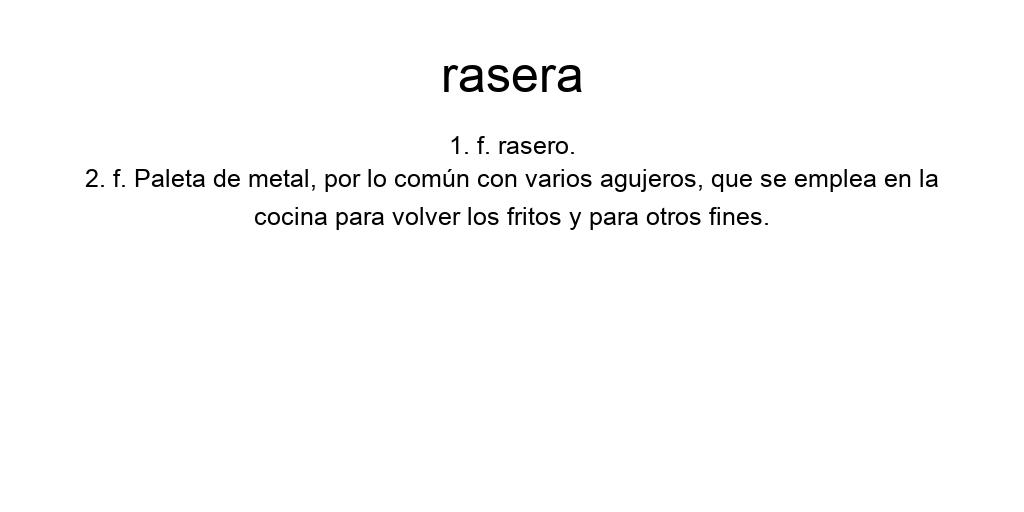 rasera
1. f. rasero.
2. f. Paleta de metal, por lo común con varios agujeros, que se emplea en la
cocina para volver los fritos y para otros fines.